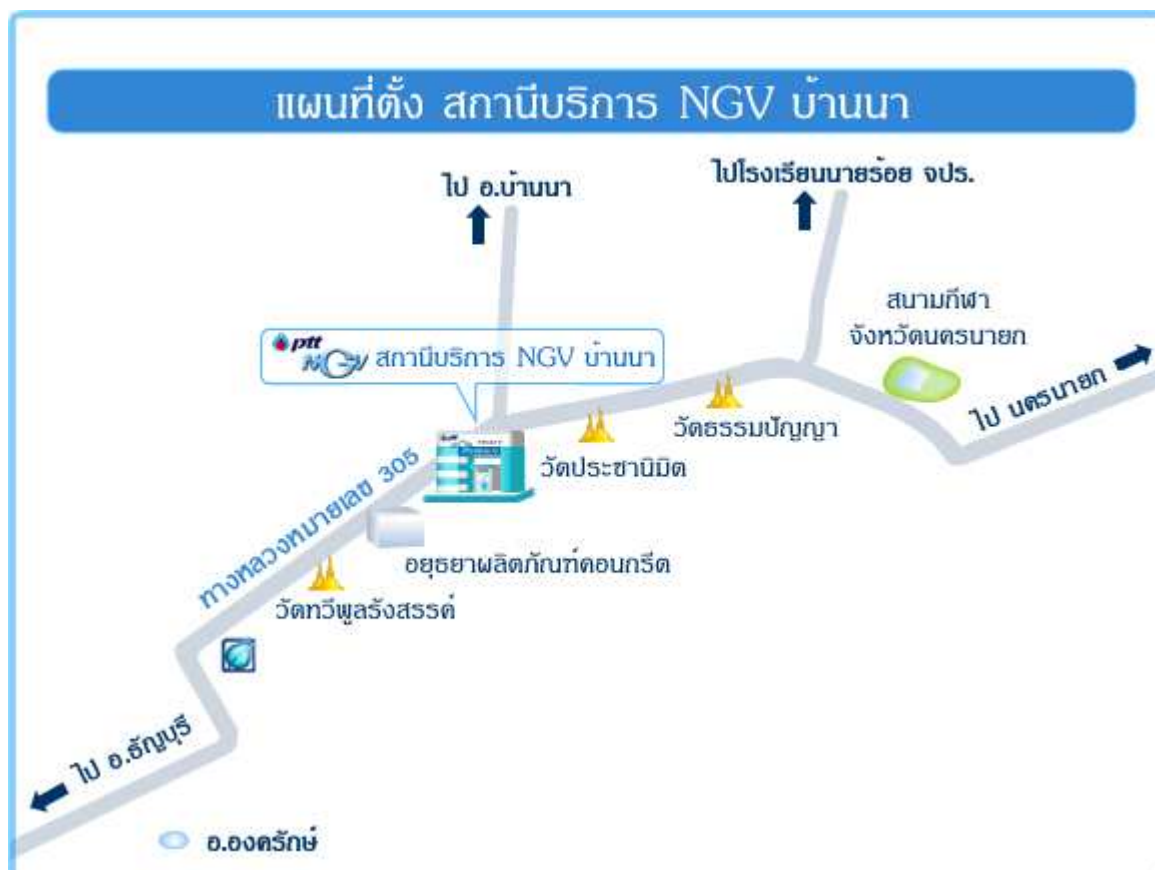 แผนที่ตั้ง สถานีบริการ NGV บ้านนา
ไป อ.บ้านนา
ไปโรงเรียนนายร้อย จปร.
สนามกีฬา
จังหวัดนครนายก
ptt
NGV
สถานีบริการ NGV บ้านนา
ไป นครนายก
วัดธรรมปัญญา
วัดประชานิมิต
ทางหลวงหมายเลข 305
อยุธยาผลิตภัณฑ์คอนกรีต
วัดทวีพูลรังสรรค์
ไป อ.ธัญบุรี
อ.องครักษ์